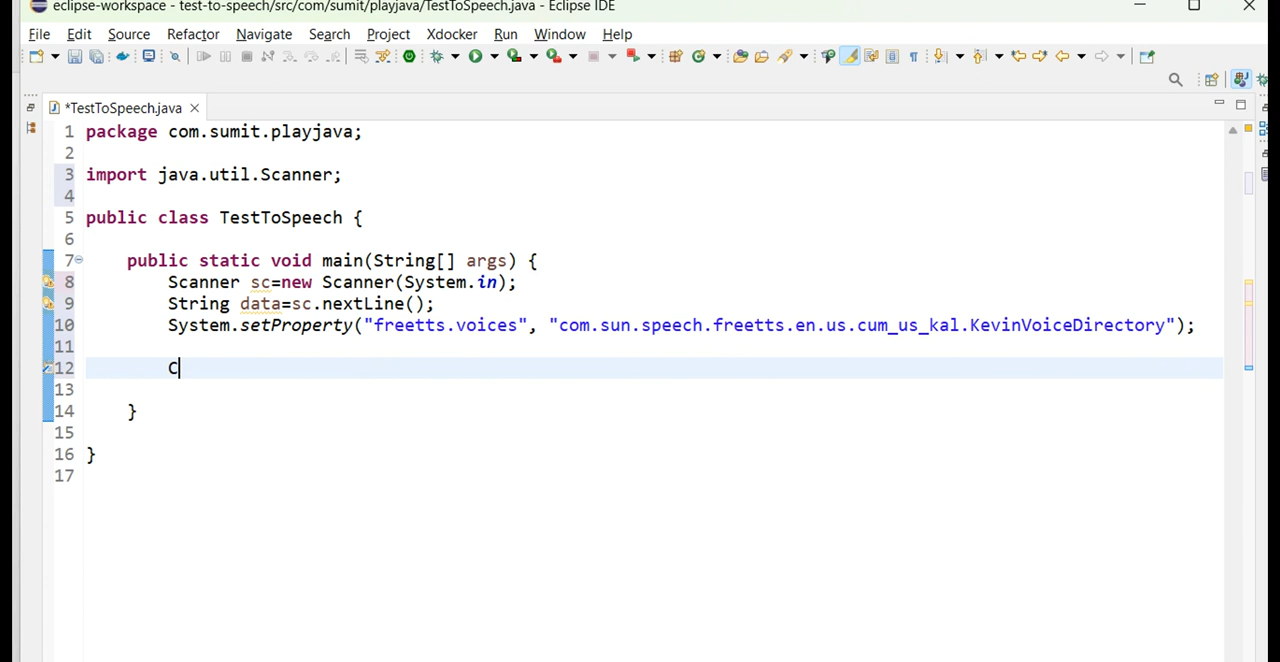 eclipse-workspace - test-to-speech/src/com/sumit/playjava/TestToSpeech.java - Eclipse IDE
File Edit Source Refactor Navigate Search Project Xdocker Run Window Help
*TestToSpeech.java
1 package com.sumit.playjava;
2
3 import java.util.Scanner;
4
5 public class TestToSpeech {
6
7 public static void main(String[] args) {
8 Scanner sc=new Scanner(System.in);
9 String data=sc.nextLine();
10 System.setProperty("freetts.voices", "com.sun.speech.freetts.en.us.cum_us_kal.KevinVoiceDirectory");
11
12 C
13
14 }
15
16 }
17